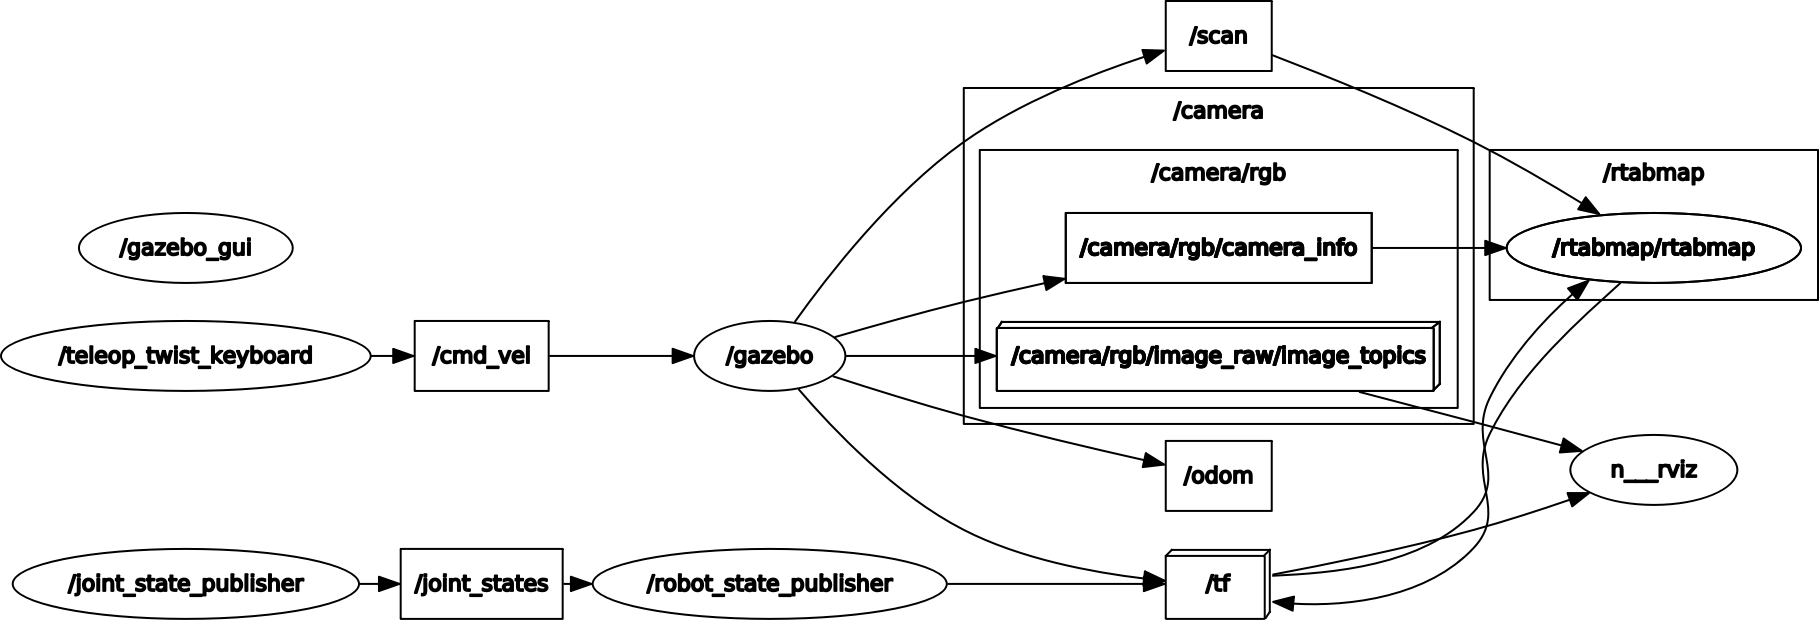 /scan
/camera
/camera/rgb
/rtabmap
/gazebo_gui
/camera/rgb/camera_info
/rtabmap/rtabmap
/teleop_twist_keyboard
/cmd_vel
/gazebo
/camera/rgb/image_raw/image_topics
/odom
n___rviz
/joint_state_publisher
/joint_states
/robot_state_publisher
/tf